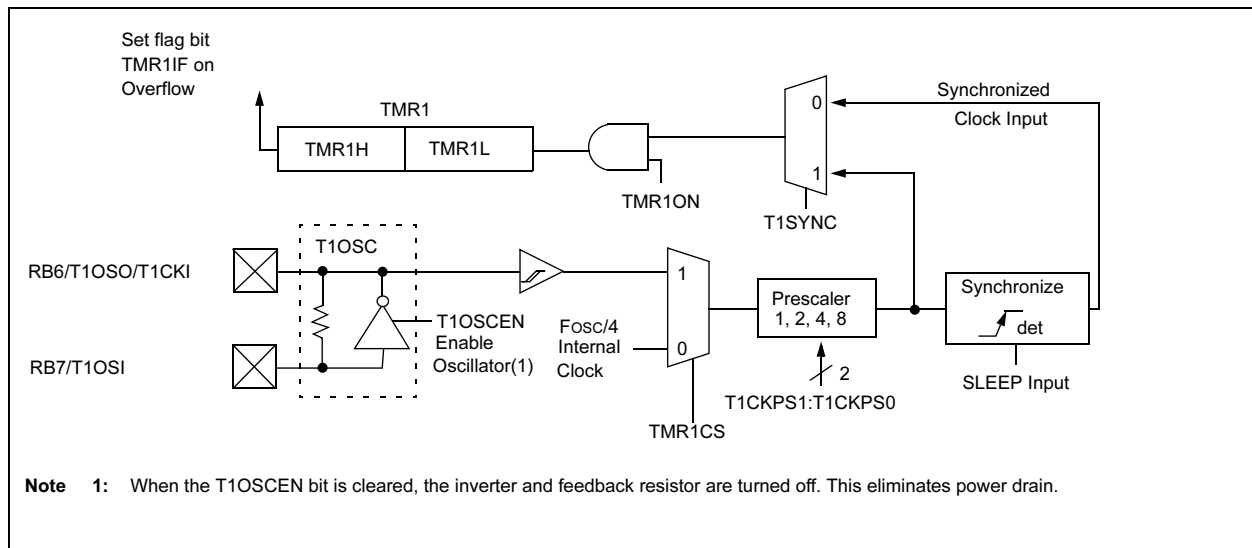 Set flag bit
TMR1IF on
Overflow
TMR1
TMR1H
TMR1L
TMR1ON
0
1
T1SYNC
Synchronized
Clock Input
RB6/T1OSO/T1CKI
RB7/T1OSI
T1OSC
T1OSCEN
Enable
Oscillator(1)
FOSC/4
Internal
Clock
1
0
TMR1CS
Prescaler
1, 2, 4, 8
2
T1CKPS1:T1CKPS0
Synchronize
det
SLEEP Input
Note 1: When the T1OSCEN bit is cleared, the inverter and feedback resistor are turned off. This eliminates power drain.